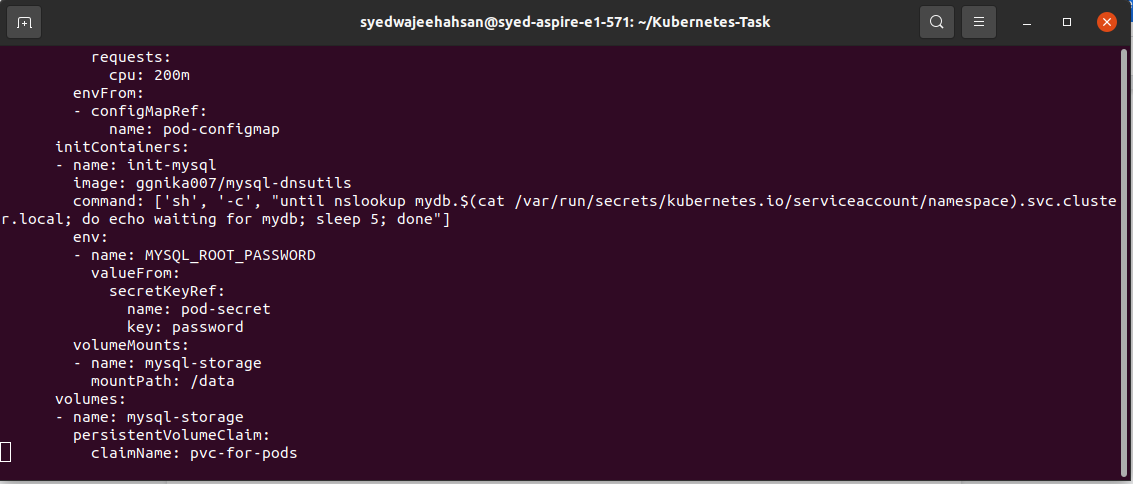 syedwajeehahsan@syed-aspire-e1-571: ~/Kubernetes-Task
requests:
cpu: 200m
envFrom:
- configMapRef:
name: pod-configmap
initContainers:
- name: init-mysql
image: ggnika007/mysql-dnsutils
command: ['sh', '-c', "until nslookup mydb.$(cat /var/run/secrets/kubernetes.io/serviceaccount/namespace).svc.cluste
r.local; do echo waiting for mydb; sleep 5; done"]
env:
- name: MYSQL_ROOT_PASSWORD
valueFrom:
secretKeyRef:
name: pod-secret
key: password
volumeMounts:
- name: mysql-storage
mountPath: /data
volumes:
- name: mysql-storage
persistentVolumeClaim:
claimName: pvc-for-pods